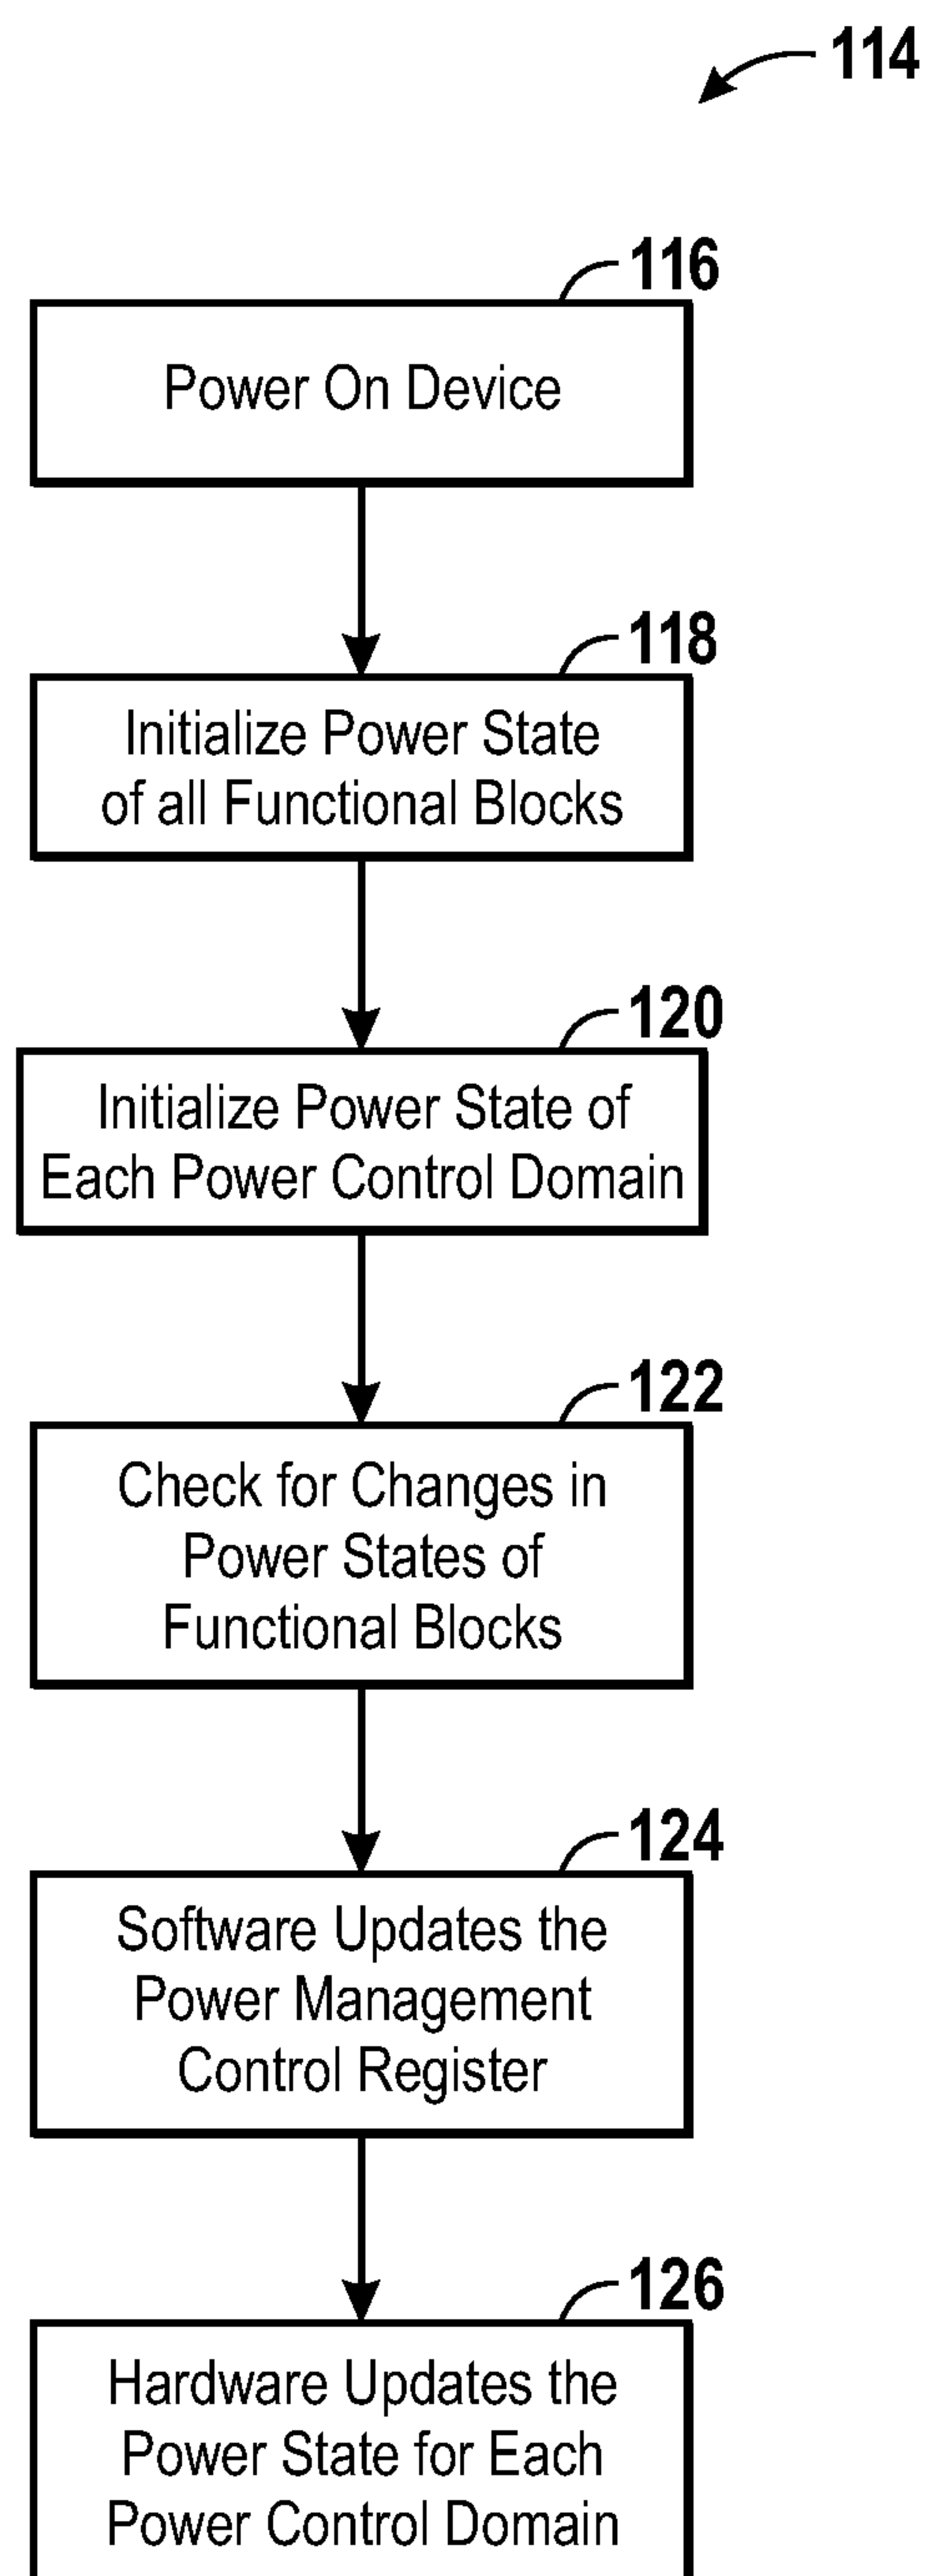 114
116
Power On Device
118
Initialize Power State
of all Functional Blocks
120
Initialize Power State of
Each Power Control Domain
122
Check for Changes in
Power States of
Functional Blocks
124
Software Updates the
Power Management
Control Register
126
Hardware Updates the
Power State for Each
Power Control Domain